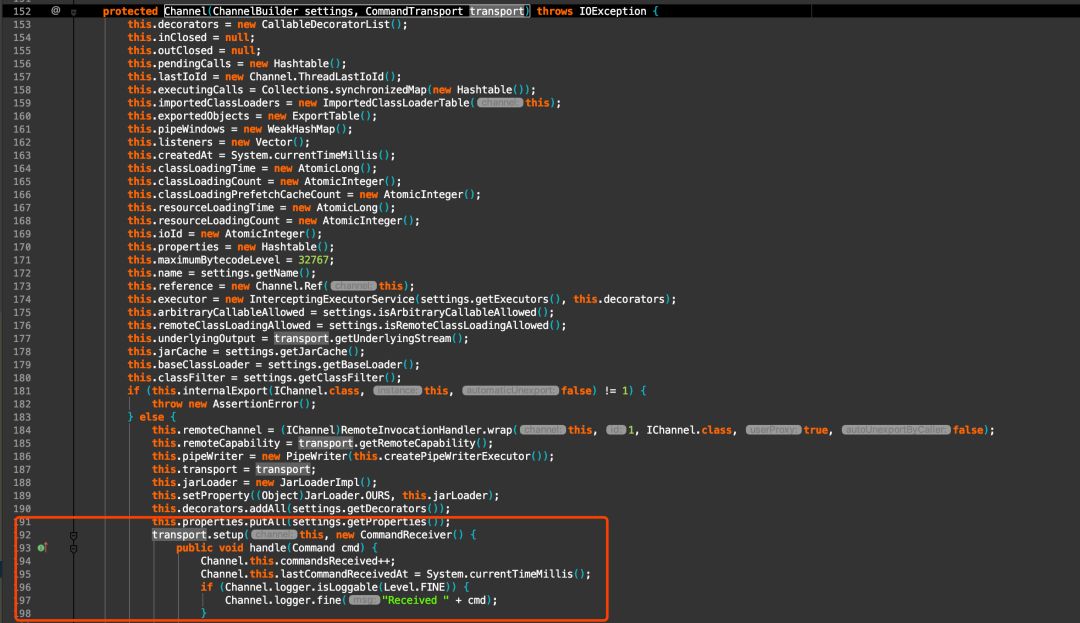 152 @ protected Channel(ChannelBuilder settings, CommandTransport transport) throws IOException {
153 this.decorators = new CallableDecoratorList();
154 this.inClosed = null;
155 this.outClosed = null;
156 this.pendingCalls = new Hashtable();
157 this.lastIoId = new Channel.ThreadLastIoId();
158 this.executingCalls = Collections.synchronizedMap(new Hashtable());
159 this.importedClassLoaders = new ImportedClassLoaderTable( channel: this);
160 this.exportedObjects = new ExportTable();
161 this.pipeWindows = new WeakHashMap();
162 this.listeners = new Vector();
163 this.createdAt = System.currentTimeMillis();
164 this.classLoadingTime = new AtomicLong();
165 this.classLoadingCount = new AtomicInteger();
166 this.classLoadingPrefetchCacheCount = new AtomicInteger();
167 this.resourceLoadingTime = new AtomicLong();
168 this.resourceLoadingCount = new AtomicInteger();
169 this.ioId = new AtomicInteger();
170 this.properties = new Hashtable();
171 this.maximumBytecodeLevel = 32767;
172 this.name = settings.getName();
173 this.reference = new Channel.Ref( channel: this);
174 this.executor = new InterceptingExecutorService(settings.getExecutors(), this.decorators);
175 this.arbitraryCallableAllowed = settings.isArbitraryCallableAllowed();
176 this.remoteClassLoadingAllowed = settings.isRemoteClassLoadingAllowed();
177 this.underlyingOutput = transport.getUnderlyingStream();
178 this.jarCache = settings.getJarCache();
179 this.baseClassLoader = settings.getBaseLoader();
180 this.classFilter = settings.getClassFilter();
181 if (this.internalExport(IChannel.class, instance: this, automaticUnexport: false) != 1) {
182 throw new AssertionError();
183 } else {
184 this.remoteChannel = (IChannel)RemoteInvocationHandler.wrap( channel: this, id: 1, IChannel.class, userProxy: true, autoUnexportByCaller: false);
185 this.remoteCapability = transport.getRemoteCapability();
186 this.pipeWriter = new PipeWriter(this.createPipeWriterExecutor());
187 this.transport = transport;
188 this.jarLoader = new JarLoaderImpl();
189 this.setProperty((Object)JarLoader.OURS, this.jarLoader);
190 this.decorators.addAll(settings.getDecorators());
191 this.properties.putAll(settings.getProperties());
92 transport.setup( channel: this, new CommandReceiver() {
93 public void handle(Command cmd) {
94 Channel.this.commandsReceived++;
95 Channel.this.lastCommandReceivedAt = System.currentTimeMillis();
96 if (Channel.logger.isLoggable(Level.FINE)) {
97 Channel.logger.fine( msg: "Received " + cmd);
98 }